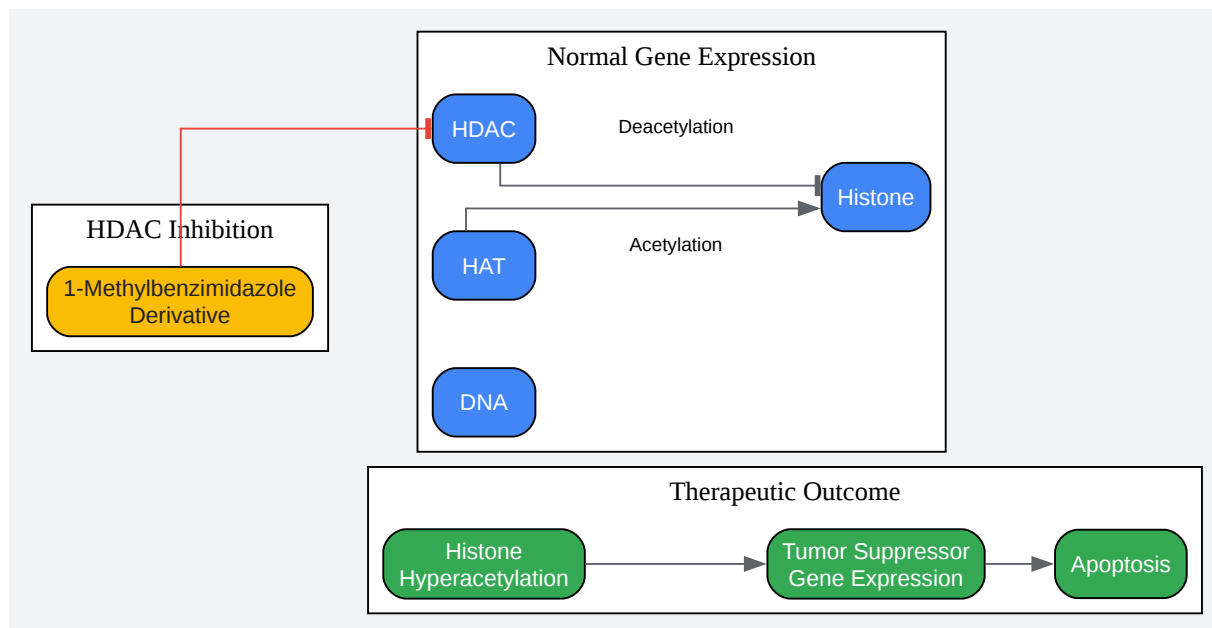 Normal Gene Expression
HDAC
Deacetylation
Histone
HDAC Inhibition
1-Methylbenzimidazole
Derivative
HAT
Acetylation
DNA
Therapeutic Outcome
Histone
Hyperacetylation
Tumor Suppressor
Gene Expression
Apoptosis